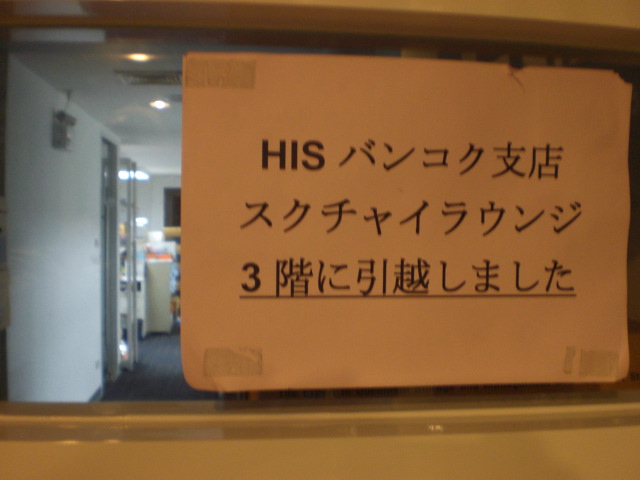 HIS バンコク支店
スクチャイラウンジ
3 階に引越しました